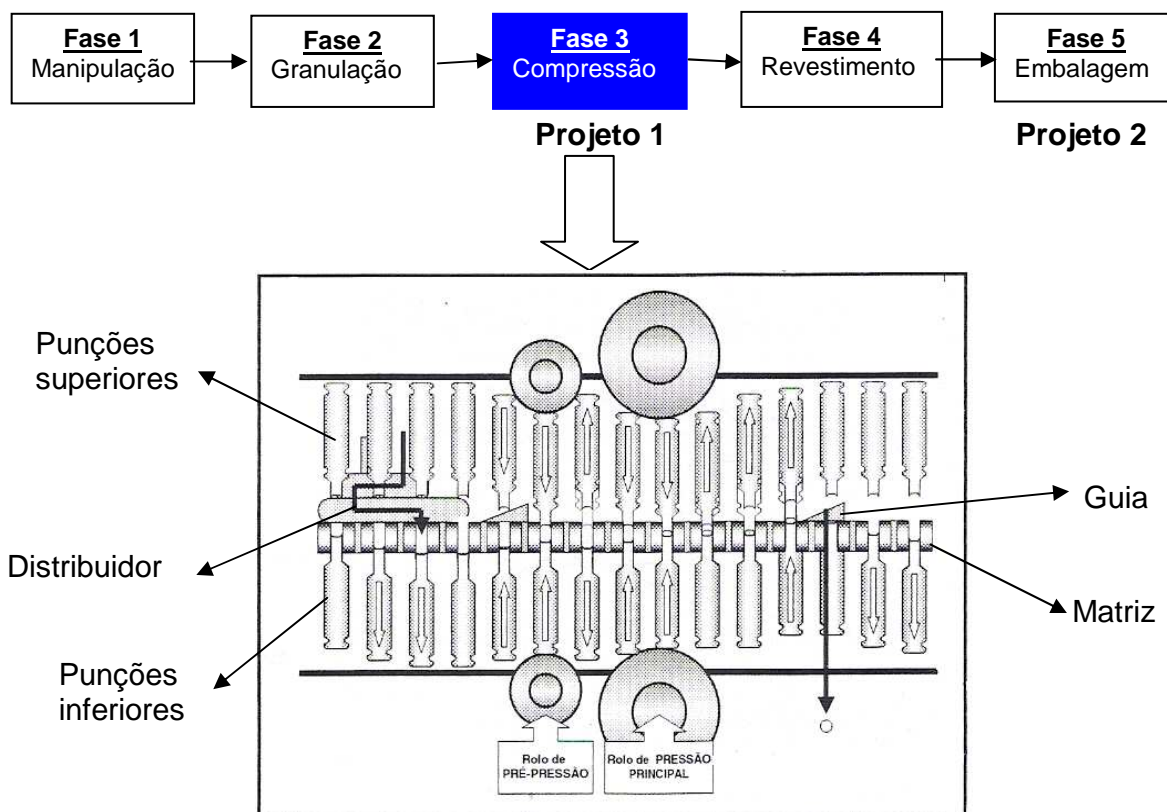 Fase 1
Manipulação
Fase 2
Granulação
Fase 3
Compressão
Fase 4
Revestimento
Fase 5
Embalagem
Projeto 1
Projeto 2
Punções
superiores
Guia
Distribuidor
Matriz
Punções
inferiores
Rolo de
PRÉ-PRESSÃO
Rolo de PRESSÃO
PRINCIPAL